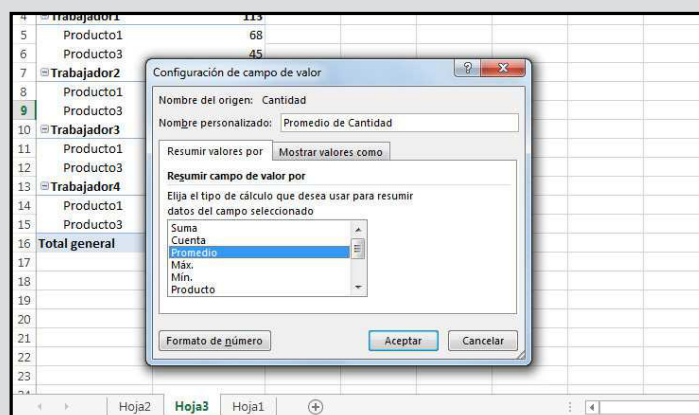 4 Trabajador1 113
5 Producto1 68
6 Producto3 45
7 Trabajador2
8 Producto1
9 Producto3
10 Trabajador3
11 Producto1
12 Producto3
13 Trabajador4
14 Producto1
15 Producto3
16 Total general
17
18
19
20
21
22
23
24
Configuración de campo de valor
Nombre del origen: Cantidad
Nombre personalizado: Promedio de Cantidad
Resumir valores por Mostrar valores como
Resumir campo de valor por
Elija el tipo de cálculo que desea usar para resumir
datos del campo seleccionado
Suma
Cuenta
Promedio
Máx.
Mín.
Producto
Formato de número Aceptar Cancelar
Hoja2 Hoja3 Hoja1